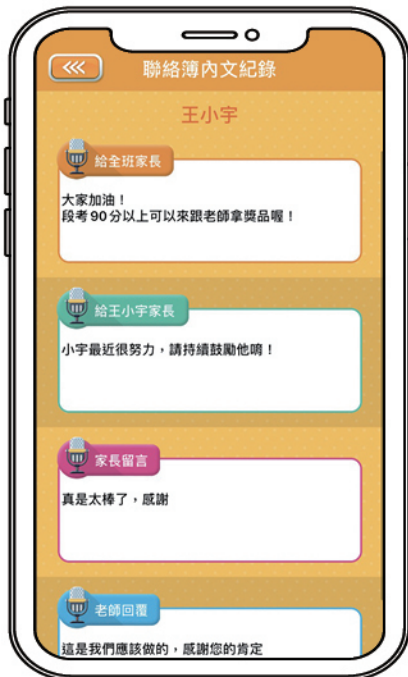 聯絡簿內文紀錄
王小宇
給全班家長
大家加油！
段考90分以上可以來跟老師拿獎品喔！
給王小宇家長
小宇最近很努力，請持續鼓勵他唷！
家長留言
真是太棒了，感謝
老師回覆
這是我們應該做的，感謝您的肯定